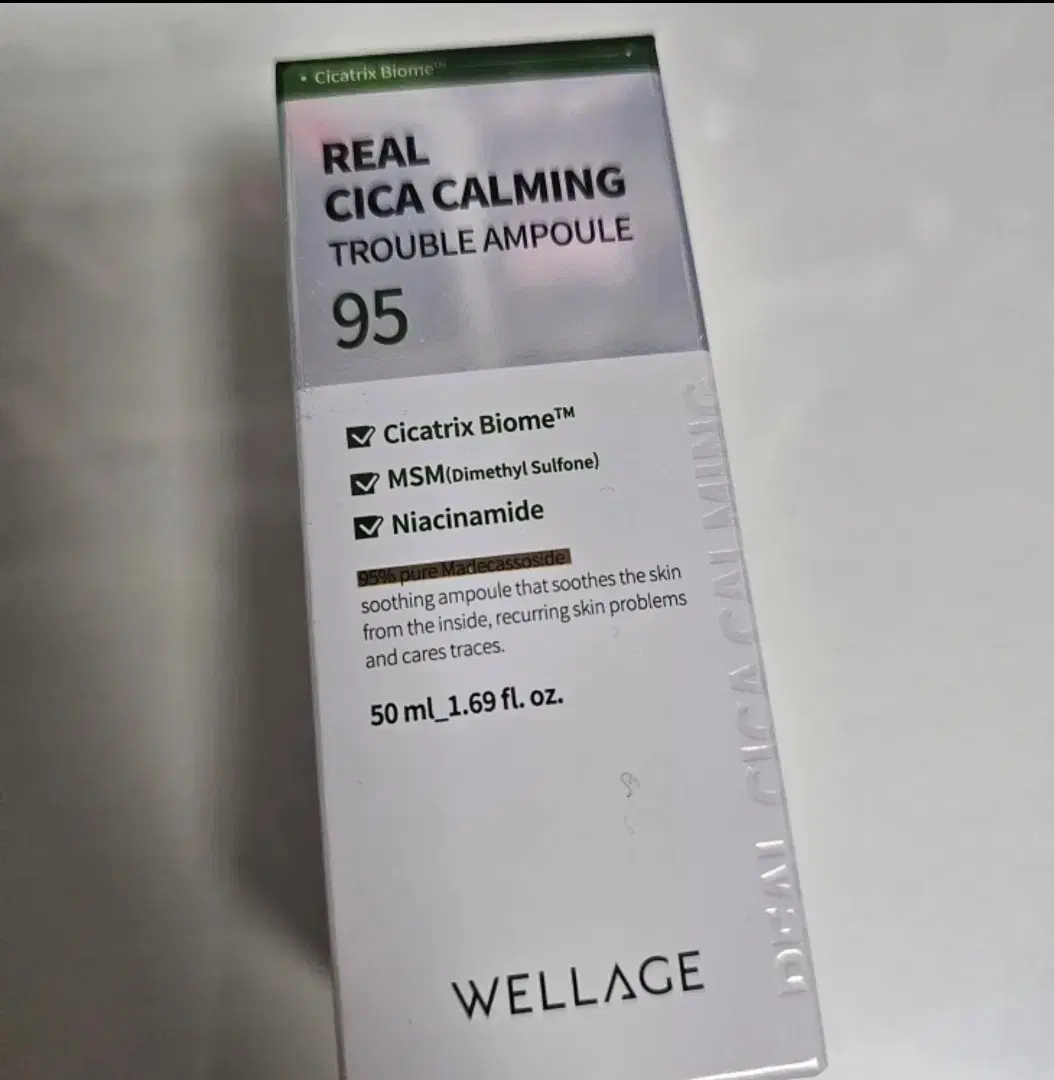 • Cicatrix Biome™
REAL
CICA CALMING
TROUBLE AMPOULE
95
Cicatrix Biome™
MSM(Dimethyl Sulfone)
Niacinamide
95% pure Madecassoside
soothing ampoule that soothes the skin
from the inside, recurring skin problems
and cares traces.
50 ml_1.69 fl. oz.
WELLAGE
CICA CALMING